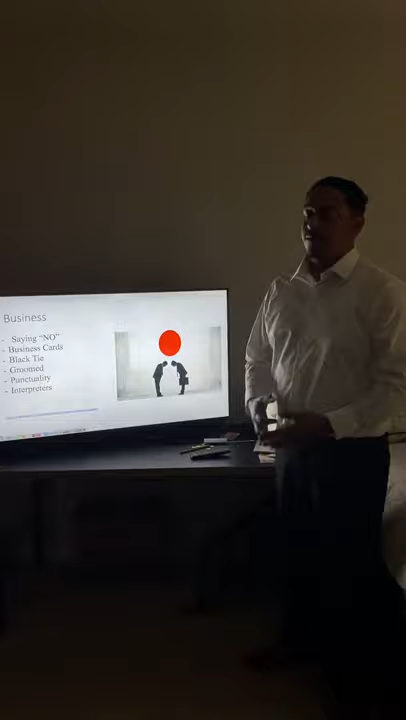 Business
- Saying "NO"
- Business Cards
- Black Tie
- Groomed
- Punctuality
- Interpreters